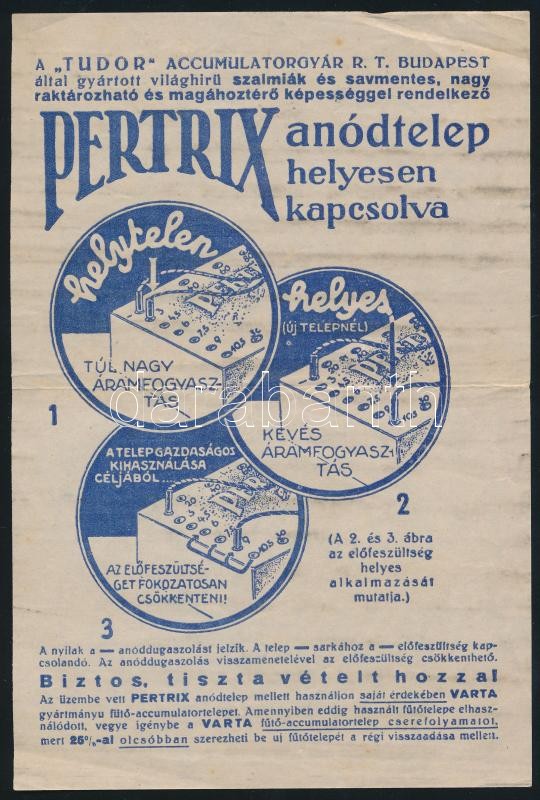 A „TUDOR“ ACCUMULATORGYÁR R. T. BUDAPEST
által gyártott világhirű szalmiák és savmentes, nagy
raktározható és magáhoztérő képességgel rendelkező
PERTRIX anódtelep
helyesen
kapcsolva
helytelen
TÚL NAGY
ÁRAMFOGYASZ-
TÁS
1
helyes
(ÚJ TELEPNÉL)
KEVÉS
ÁRAMFOGYASZ-
TÁS
2
darabanth
A TELEP GAZDASÁGOS
KIHASZNÁLÁSA
CÉLJÁBÓL....
AZ ELŐFESZÜLTSÉ-
GET FOKOZATOSAN
CSÖKKENTENI!
3
(A 2. és 3. ábra
az előfeszültség
helyes
alkalmazását
mutatja.)
A nyilak a — anóddugaszolást jelzik. A telep — sarkához a — előfeszültség kap-
csolandó. Az anóddugaszolás visszamenetelével az előfeszültség csökkenthető.
Biztos, tiszta vételt hozza!
Az üzembe vett PERTRIX anódtelep mellett használjon saját érdekében VARTA
gyártmányu fűtő-accumulatortelepet. Amennyiben eddig használt fűtőtelepe elhasz-
nálódott, vegye igénybe a VARTA fűtő-accumulatortelep cserefolyamatot,
mert 25%-al olcsóbban szerezheti be uj fűtőtelepét a régi visszaadása mellett.